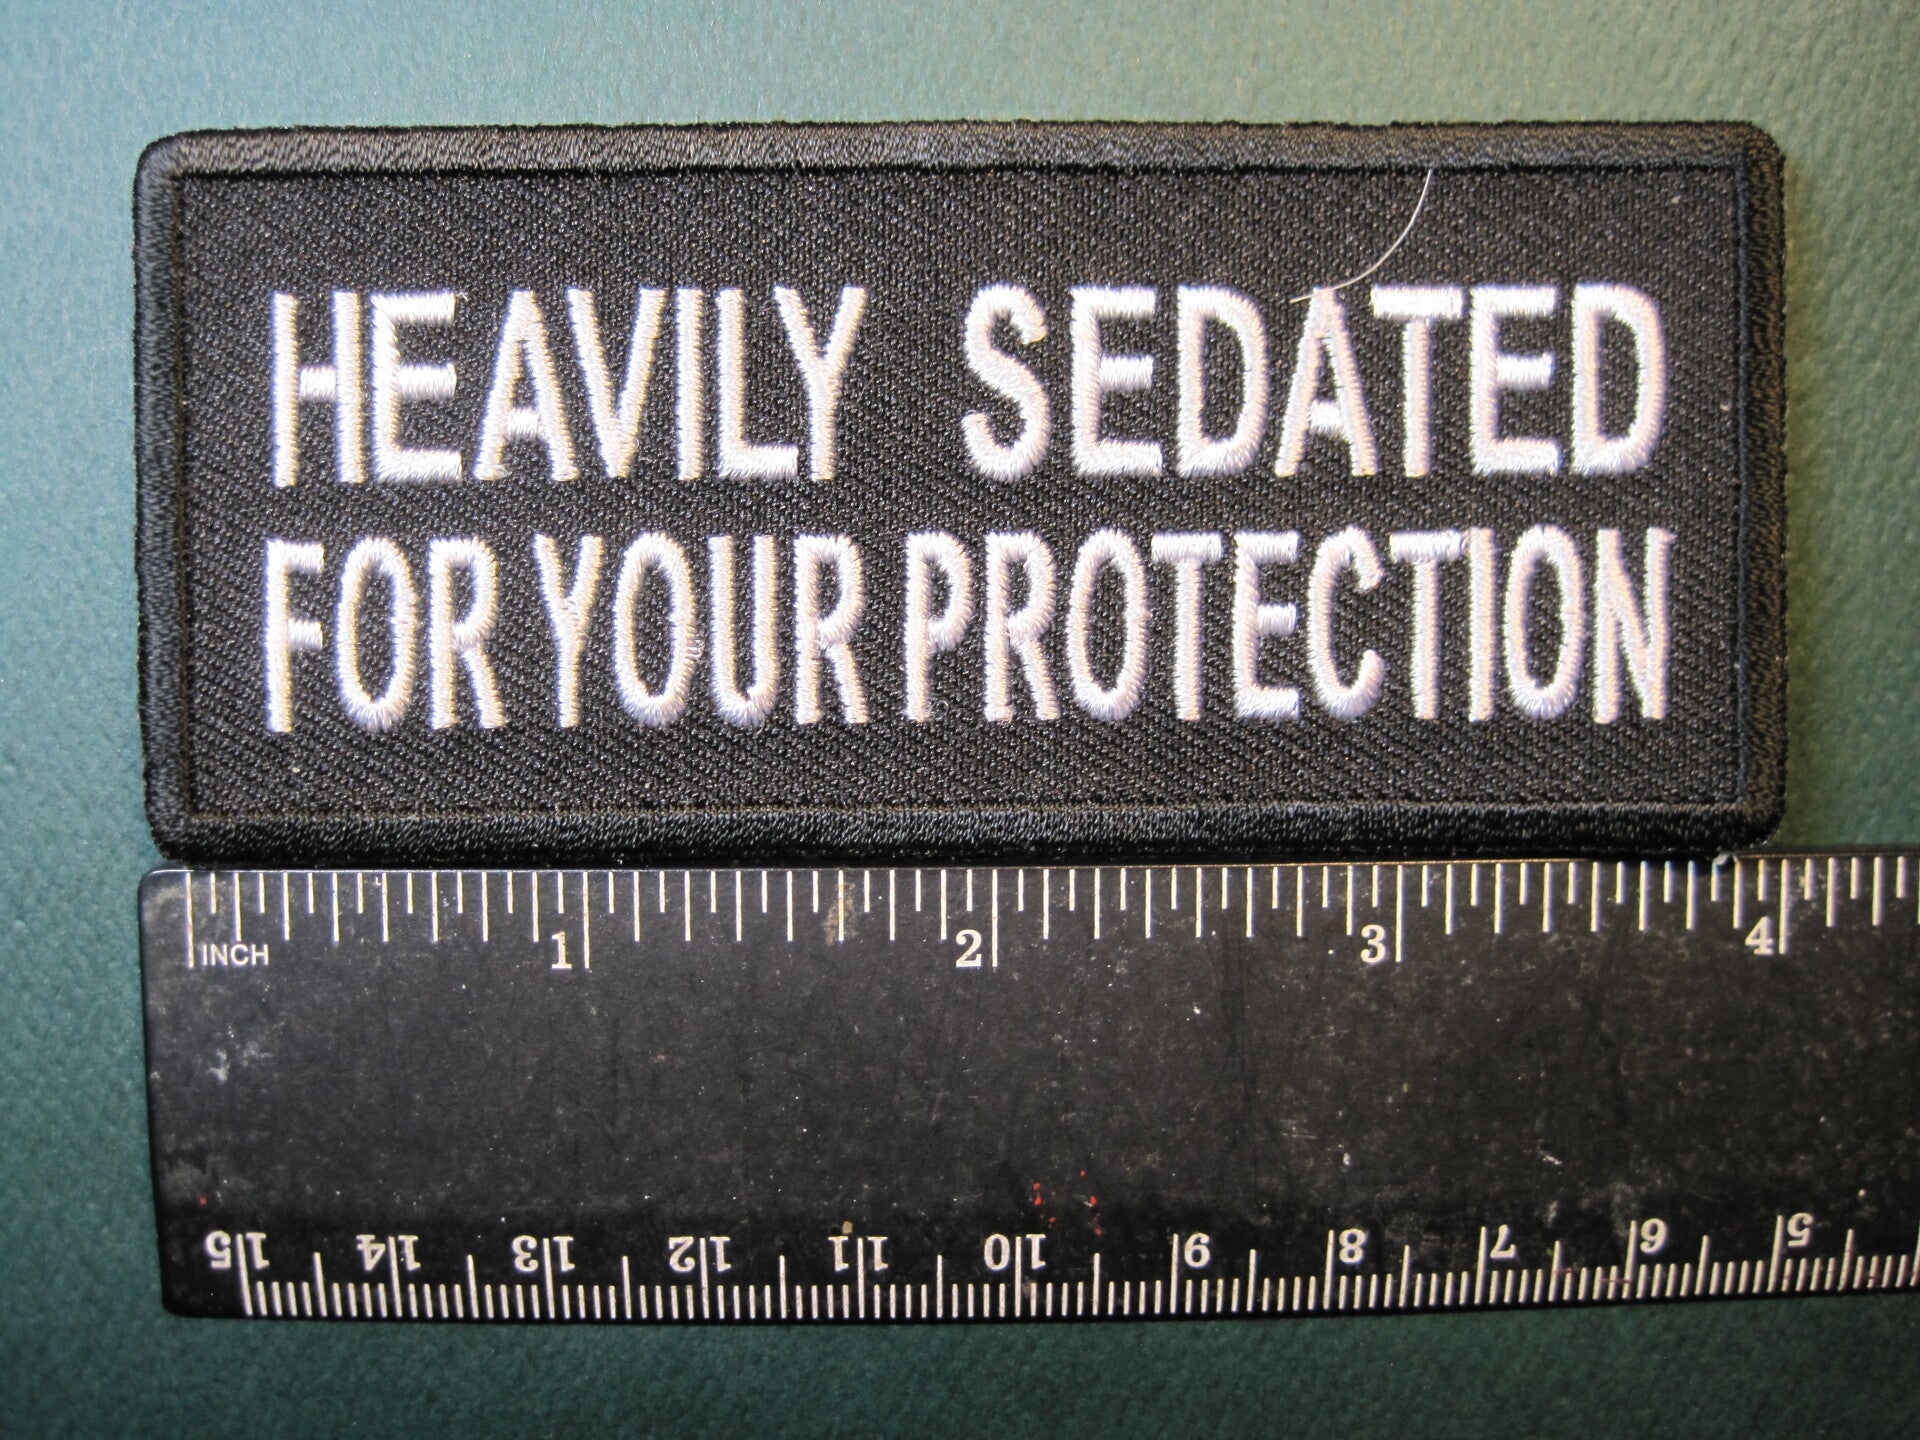 HEAVILY SEDATED
FOR YOUR PROTECTION
INCH 1 2 3 4
15 14 13 12 11 10 9 8 7 6 5